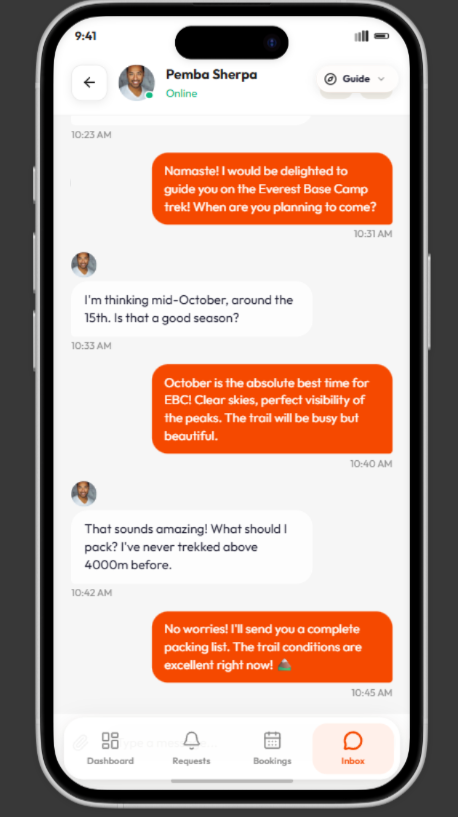 9:41
Pemba Sherpa
Online
Guide
10:23 AM
Namaste! I would be delighted to
guide you on the Everest Base Camp
trek! When are you planning to come?
10:31 AM
I'm thinking mid-October, around the
15th. Is that a good season?
10:33 AM
October is the absolute best time for
EBC! Clear skies, perfect visibility of
the peaks. The trail will be busy but
beautiful.
10:40 AM
That sounds amazing! What should I
pack? I've never trekked above
4000m before.
10:42 AM
No worries! I'll send you a complete
packing list. The trail conditions are
excellent right now! 🏔️
10:45 AM
Dashboard
Requests
Bookings
Inbox